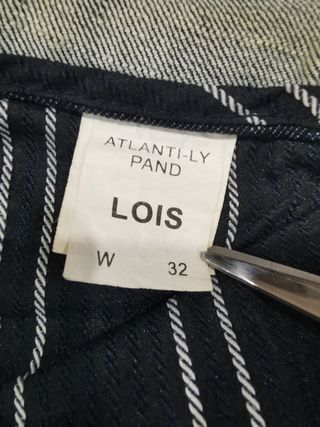 ATLANTI-LY
PAND
LOIS
W 32